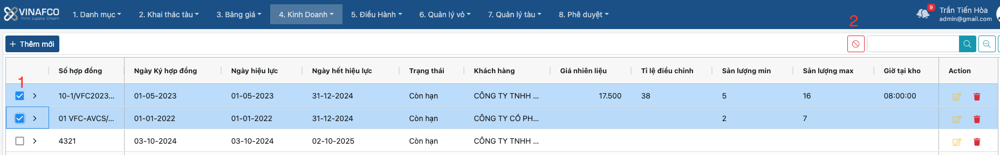 VINAFCO
Think Supply Chain!
1. Danh mục
2. Khai thác tàu
3. Bảng giá
4. Kinh Doanh
5. Điều Hành
6. Quản lý vỏ
7. Quản lý tàu
8. Phê duyệt
9
Trần Tiến Hòa
admin@gmail.com
2
+ Thêm mới
Số hợp đồng Ngày Ký hợp đồng Ngày hiệu lực Ngày hết hiệu lực Trạng thái Khách hàng Giá nhiên liệu Tỉ lệ điều chỉnh Sản lượng min Sản lượng max Giờ tại kho Action
1
10-1/VFC2023... 01-05-2023 01-05-2023 31-12-2024 Còn hạn CÔNG TY TNHH ... 17.500 38 5 16 08:00:00
01 VFC-AVCS/... 01-01-2022 01-01-2022 31-12-2024 Còn hạn CÔNG TY CỔ PH... 2 7
4321 03-10-2024 03-10-2024 02-10-2025 Còn hạn CÔNG TY TNHH ...